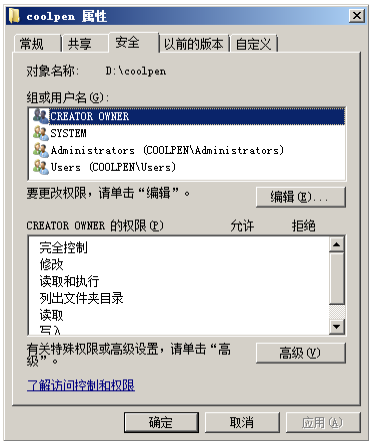 coolpen 属性
常规 共享 安全 以前的版本 自定义
对象名称: D:\coolpen
组或用户名(G):
CREATOR OWNER
SYSTEM
Administrators (COOLPEN\Administrators)
Users (COOLPEN\Users)
要更改权限，请单击“编辑”。
编辑(E)...
CREATOR OWNER 的权限(P) 允许 拒绝
完全控制
修改
读取和执行
列出文件夹目录
读取
写入
有关特殊权限或高级设置，请单击“高
级”。
高级(V)
了解访问控制和权限
确定 取消 应用(A)